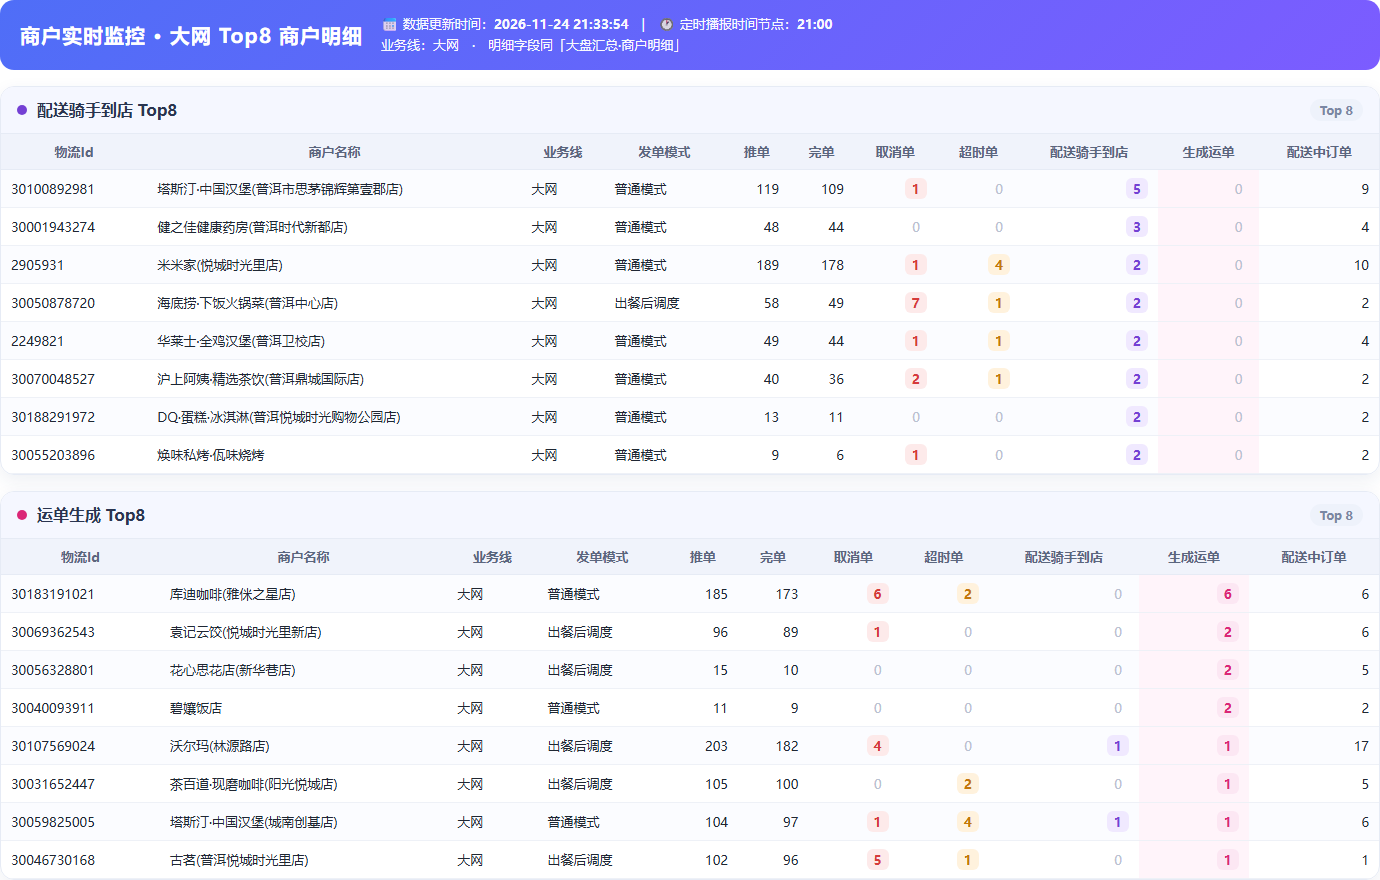 商户实时监控 • 大网 Top8 商户明细
数据更新时间：2026-11-24 21:33:54 | 定时播报时间节点：21:00
业务线：大网 · 明细字段同「大盘汇总·商户明细」
配送骑手到店 Top8 Top 8
物流Id 商户名称 业务线 发单模式 推单 完单 取消单 超时单 配送骑手到店 生成运单 配送中订单
30100892981 塔斯汀·中国汉堡(普洱市思茅锦辉第壹郡店) 大网 普通模式 119 109 1 0 5 0 9
30001943274 健之佳健康药房(普洱时代新都店) 大网 普通模式 48 44 0 0 3 0 4
2905931 米米家(悦城时光里店) 大网 普通模式 189 178 1 4 2 0 10
30050878720 海底捞·下饭火锅菜(普洱中心店) 大网 出餐后调度 58 49 7 1 2 0 2
2249821 华莱士·全鸡汉堡(普洱卫校店) 大网 普通模式 49 44 1 1 2 0 4
30070048527 沪上阿姨·精选茶饮(普洱鼎城国际店) 大网 普通模式 40 36 2 1 2 0 2
30188291972 DQ·蛋糕·冰淇淋(普洱悦城时光购物公园店) 大网 普通模式 13 11 0 0 2 0 2
30055203896 焕味私烤·佤味烧烤 大网 普通模式 9 6 1 0 2 0 2
运单生成 Top8 Top 8
物流Id 商户名称 业务线 发单模式 推单 完单 取消单 超时单 配送骑手到店 生成运单 配送中订单
30183191021 库迪咖啡(雅侎之星店) 大网 普通模式 185 173 6 2 0 6 6
30069362543 袁记云饺(悦城时光里新店) 大网 出餐后调度 96 89 1 0 0 2 6
30056328801 花心思花店(新华巷店) 大网 出餐后调度 15 10 0 0 0 2 5
30040093911 碧孃饭店 大网 普通模式 11 9 0 0 0 2 2
30107569024 沃尔玛(林源路店) 大网 出餐后调度 203 182 4 0 1 1 17
30031652447 茶百道·现磨咖啡(阳光悦城店) 大网 出餐后调度 105 100 0 2 0 1 5
30059825005 塔斯汀·中国汉堡(城南创基店) 大网 普通模式 104 97 1 4 1 1 6
30046730168 古茗(普洱悦城时光里店) 大网 出餐后调度 102 96 5 1 0 1 1